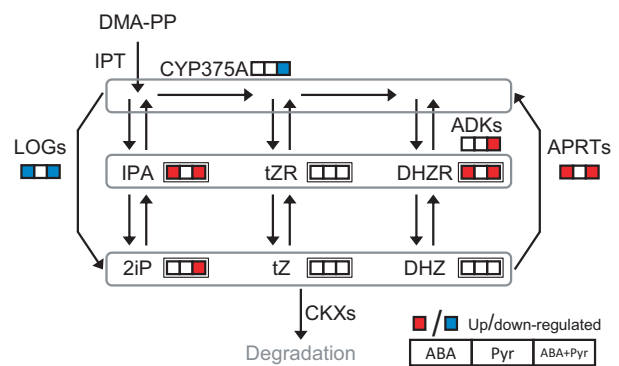 DMA-PP
IPT
CYP375A
ADKs
LOGs
APRTs
IPA
tZR
DHZR
2iP
tZ
DHZ
CKXs
Degradation
/ Up/down-regulated
ABA Pyr ABA+Pyr